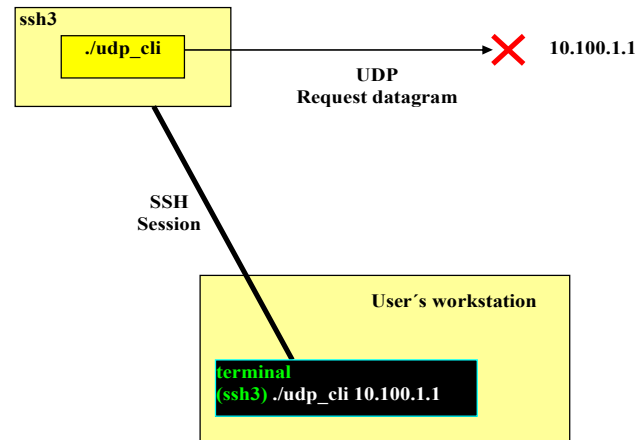 ssh3
./udp_cli
10.100.1.1
UDP
Request datagram
SSH
Session
User´s workstation
terminal
(ssh3) ./udp_cli 10.100.1.1